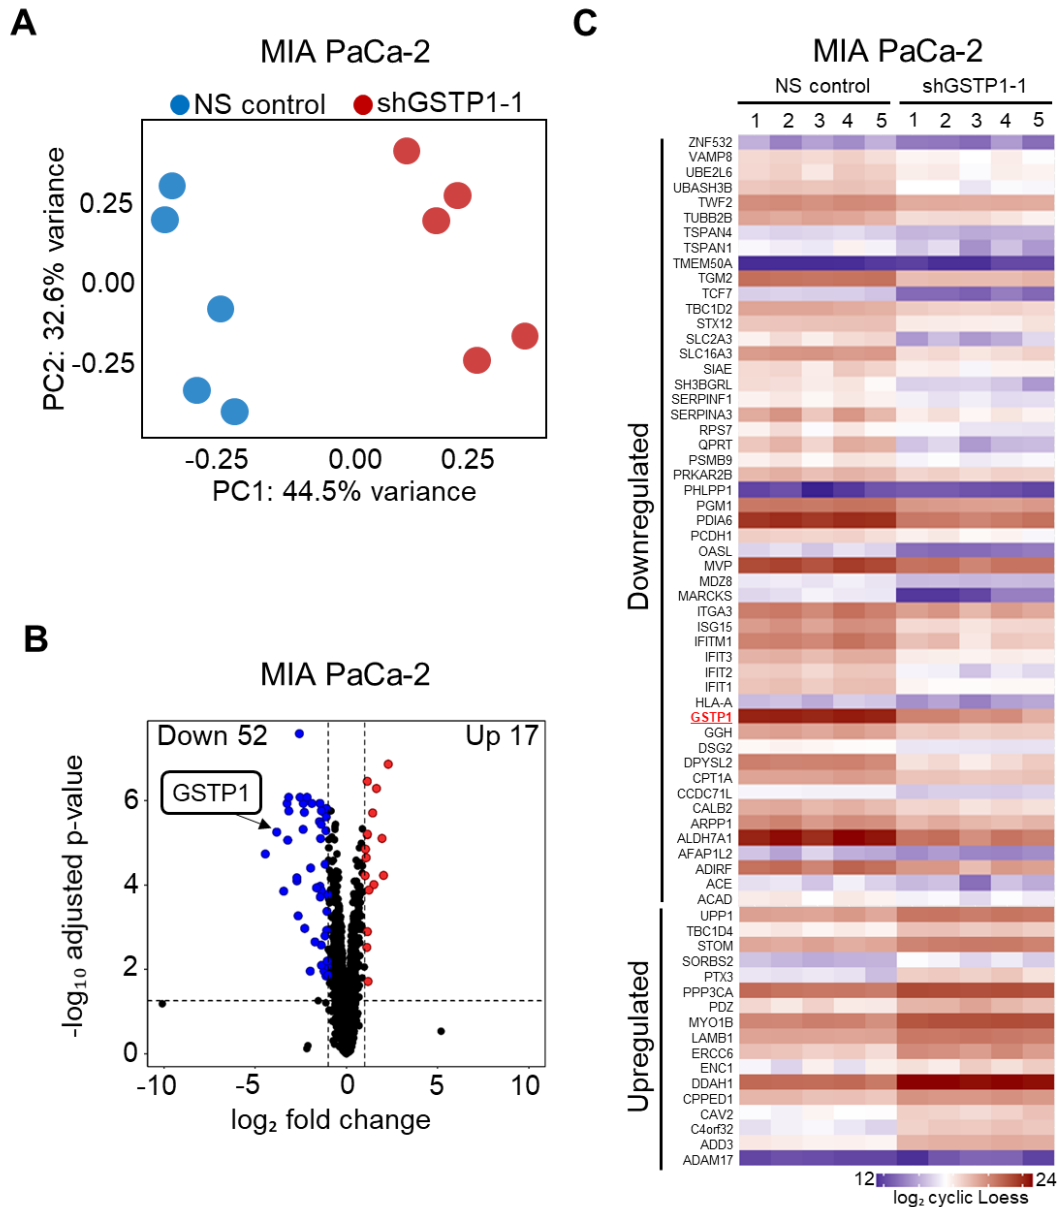 A
MIA PaCa-2
NS control shGSTP1-1
PC2: 32.6% variance
0.25
0.00
-0.25
-0.25 0.00 0.25
PC1: 44.5% variance
B
MIA PaCa-2
Down 52 Up 17
GSTP1
-log₁₀ adjusted p-value
6
4
2
0
-10 -5 0 5 10
log₂ fold change
C
MIA PaCa-2
NS control shGSTP1-1
1 2 3 4 5 1 2 3 4 5
Downregulated
ZNF532
VAMP8
UBE2L6
UBASH3B
TWF2
TUBB2B
TSPAN4
TSPAN1
TMEM50A
TGM2
TCF7
TBC1D2
STX12
SLC2A3
SLC16A3
SIAE
SH3BGRL
SERPINF1
SERPINA3
RPS7
QPRT
PSMB9
PRKAR2B
PHLPP1
PGM1
PDIA6
PCDH1
OASL
MVP
MDZ8
MARCKS
ITGA3
ISG15
IFITM1
IFIT3
IFIT2
IFIT1
HLA-A
GSTP1
GGH
DSG2
DPYSL2
CPT1A
CCDC71L
CALB2
ARPP1
ALDH7A1
AFAP1L2
ADIRF
ACE
ACAD
Upregulated
UPP1
TBC1D4
STOM
SORBS2
PTX3
PPP3CA
PDZ
MYO1B
LAMB1
ERCC6
ENC1
DDAH1
CPPED1
CAV2
C4orf32
ADD3
ADAM17
12 24
log₂ cyclic Loess